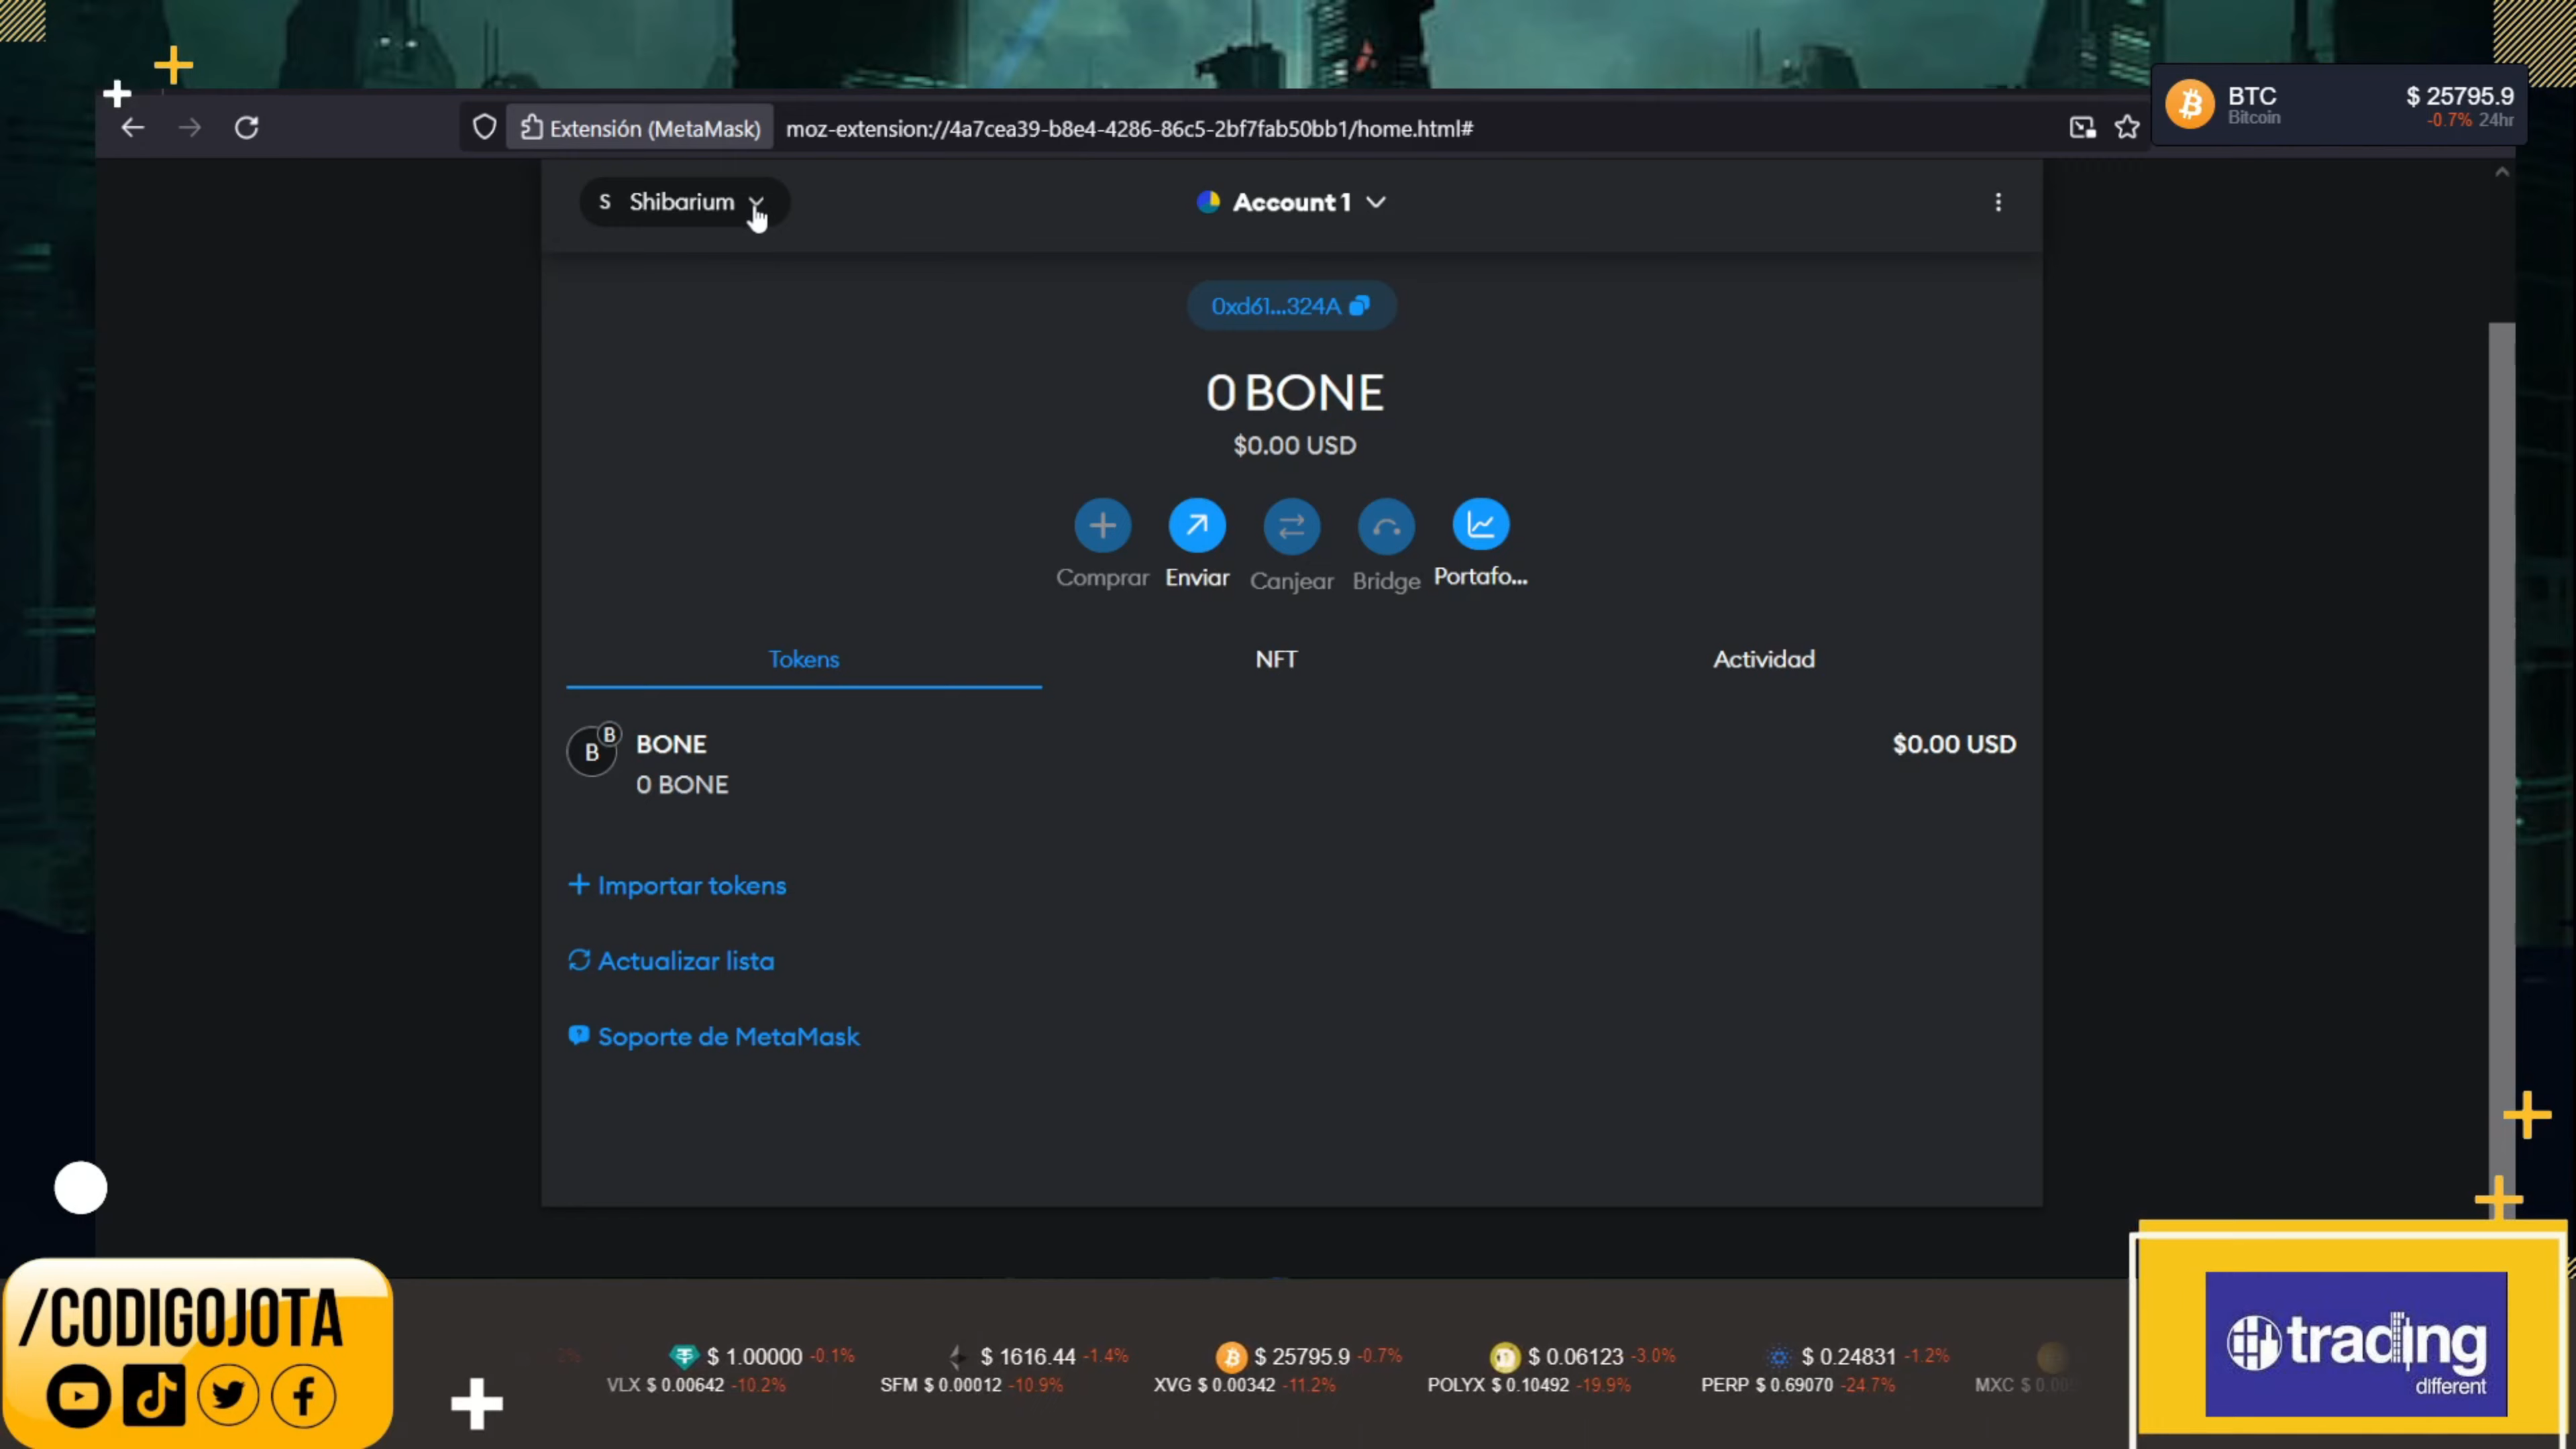 BTC $ 25795.9
Bitcoin -0.7% 24hr
Extensión (MetaMask) moz-extension://4a7cea39-b8e4-4286-86c5-2bf7fab50bb1/home.html#
S Shibarium Account 1
0xd61...324A
0 BONE
$0.00 USD
Comprar Enviar Canjear Bridge Portafo...
Tokens NFT Actividad
B B BONE $0.00 USD
0 BONE
+ Importar tokens
Actualizar lista
Soporte de MetaMask
/CODIGOJOTA
$ 1.00000 -0.1% $ 1616.44 -1.4% $ 25795.9 -0.7% $ 0.06123 -3.0% $ 0.24831 -1.2%
VLX $ 0.00642 -10.2% SFM $ 0.00012 -10.9% XVG $ 0.00342 -11.2% POLYX $ 0.10492 -19.9% PERP $ 0.69070 -24.7% MXC
trading
different